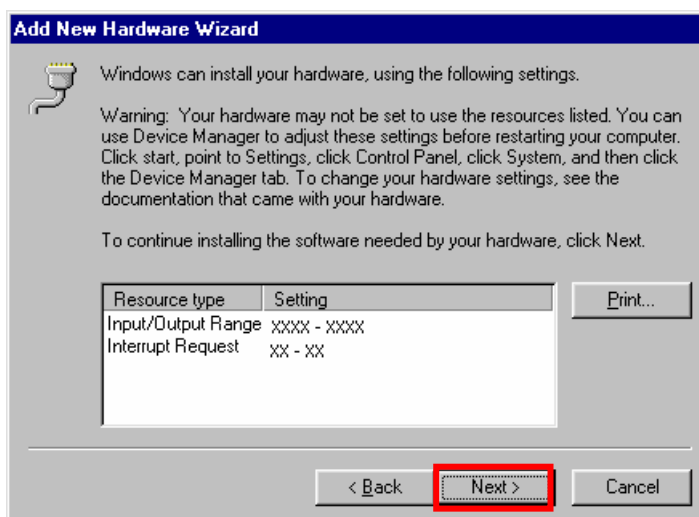 Add New Hardware Wizard
Windows can install your hardware, using the following settings.
Warning: Your hardware may not be set to use the resources listed. You can
use Device Manager to adjust these settings before restarting your computer.
Click start, point to Settings, click Control Panel, click System, and then click
the Device Manager tab. To change your hardware settings, see the
documentation that came with your hardware.
To continue installing the software needed by your hardware, click Next.
Resource type Setting
Input/Output Range xxxx - xxxx
Interrupt Request xx - xx
Print...
< Back Next > Cancel